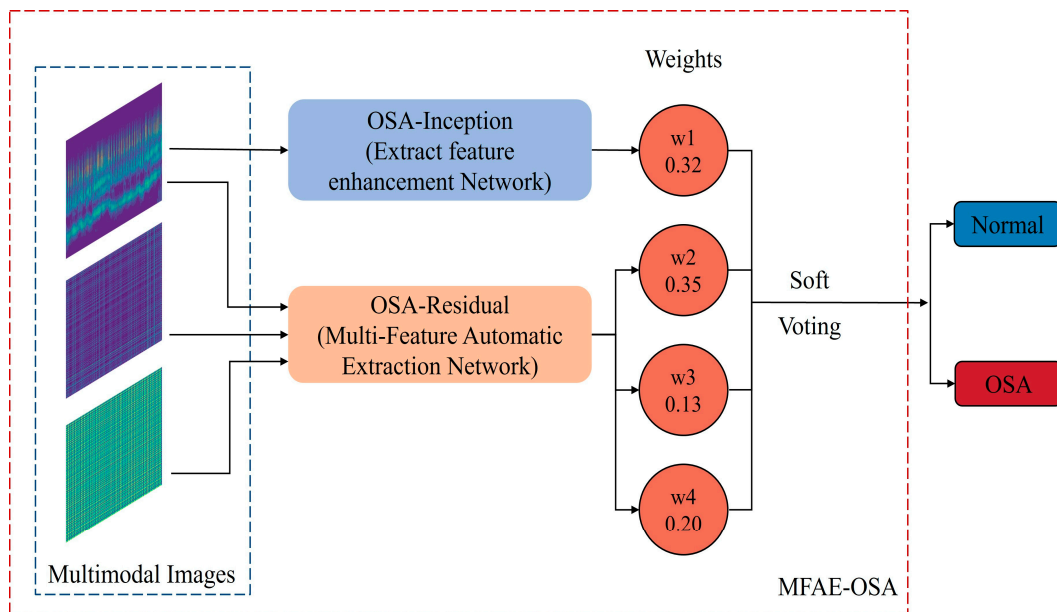 Weights
OSA-Inception
(Extract feature
enhancement Network)
w1
0.32
w2
0.35
OSA-Residual
(Multi-Feature Automatic
Extraction Network)
w3
0.13
w4
0.20
Soft
Voting
Normal
OSA
Multimodal Images
MFAE-OSA